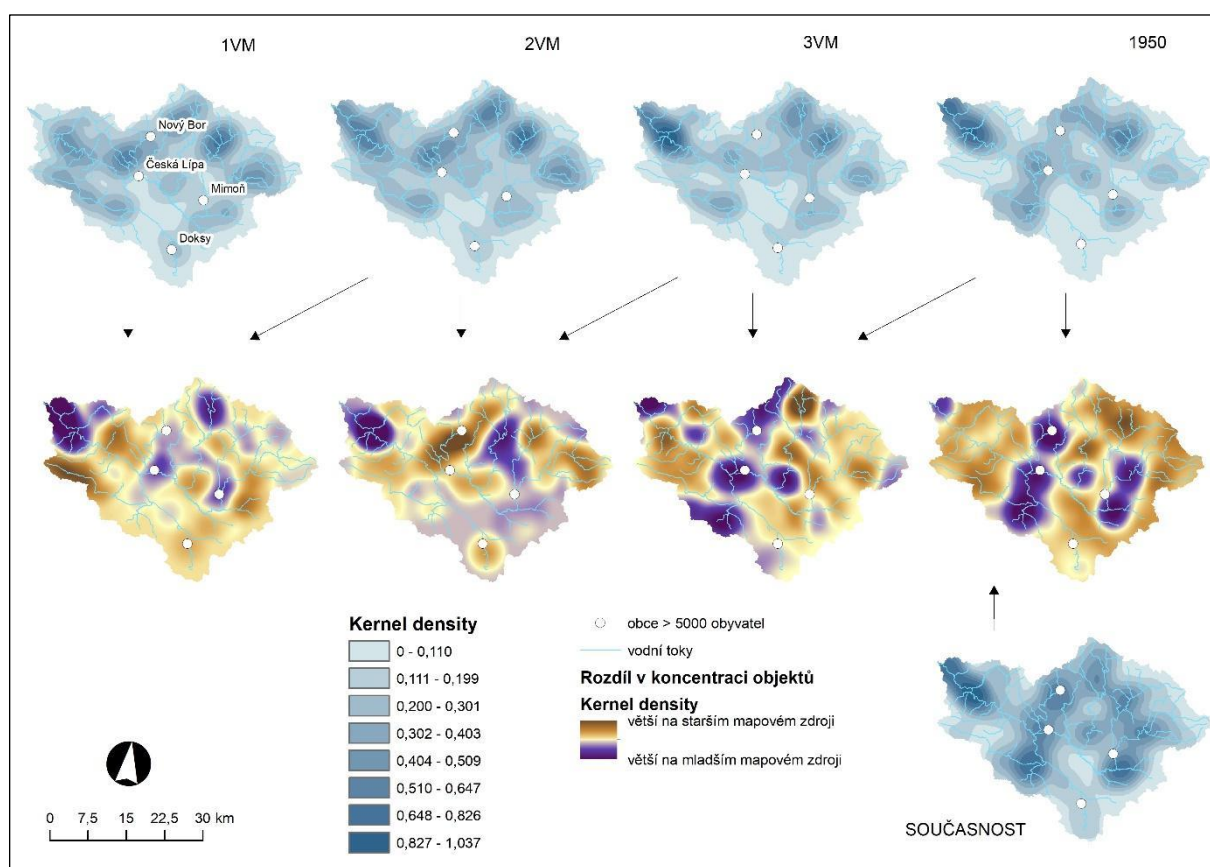 1VM
2VM
3VM
1950
Nový Bor
Česká Lípa
Mimoň
Doksy
Kernel density
0 - 0,110
0,111 - 0,199
0,200 - 0,301
0,302 - 0,403
0,404 - 0,509
0,510 - 0,647
0,648 - 0,826
0,827 - 1,037
obce > 5000 obyvatel
vodní toky
Rozdíl v koncentraci objektů
Kernel density
větší na starším mapovém zdroji
větší na mladším mapovém zdroji
0 7,5 15 22,5 30 km
SOUČASNOST